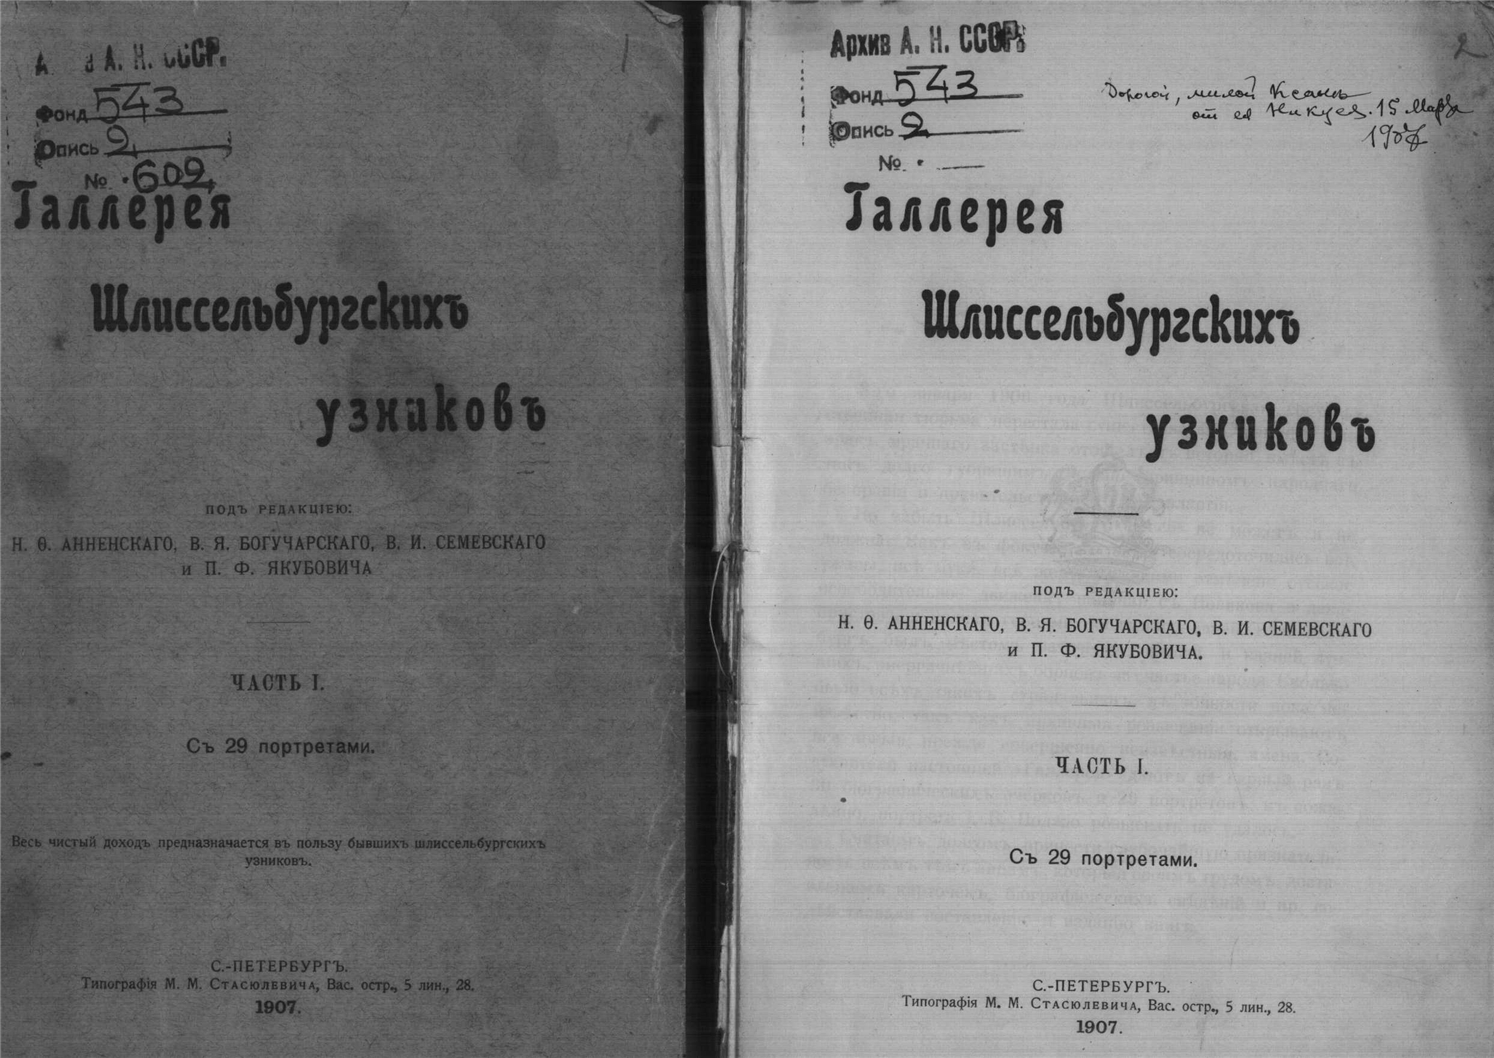 А. Н. СССР.
1
Фонд 543
Опись 2
№ 602
Галлерея
Шлиссельбургскихъ
узниковъ
ПОДЪ РЕДАКЦІЕЮ:
Н. Ѳ. АННЕНСКАГО, В. Я. БОГУЧАРСКАГО, В. И. СЕМЕВСКАГО
и П. Ф. ЯКУБОВИЧА
ЧАСТЬ I.
Съ 29 портретами.
Весь чистый доходъ предназначается въ пользу бывшихъ шлиссельбургскихъ
узниковъ.
С.-ПЕТЕРБУРГЪ.
Типографія М. М. Стасюлевича, Вас. остр., 5 лин., 28.
1907.
Архив А. Н. СССР.
2
Фонд 543
Опись 2
№
Дорогой, милой Ксанѣ
от ея 15 Марта
1907
Галлерея
Шлиссельбургскихъ
узниковъ
ПОДЪ РЕДАКЦІЕЮ:
Н. Ѳ. АННЕНСКАГО, В. Я. БОГУЧАРСКАГО, В. И. СЕМЕВСКАГО
и П. Ф. ЯКУБОВИЧА.
ЧАСТЬ I.
Съ 29 портретами.
С.-ПЕТЕРБУРГЪ.
Типографія М. М. Стасюлевича, Вас. остр., 5 лин., 28.
1907.